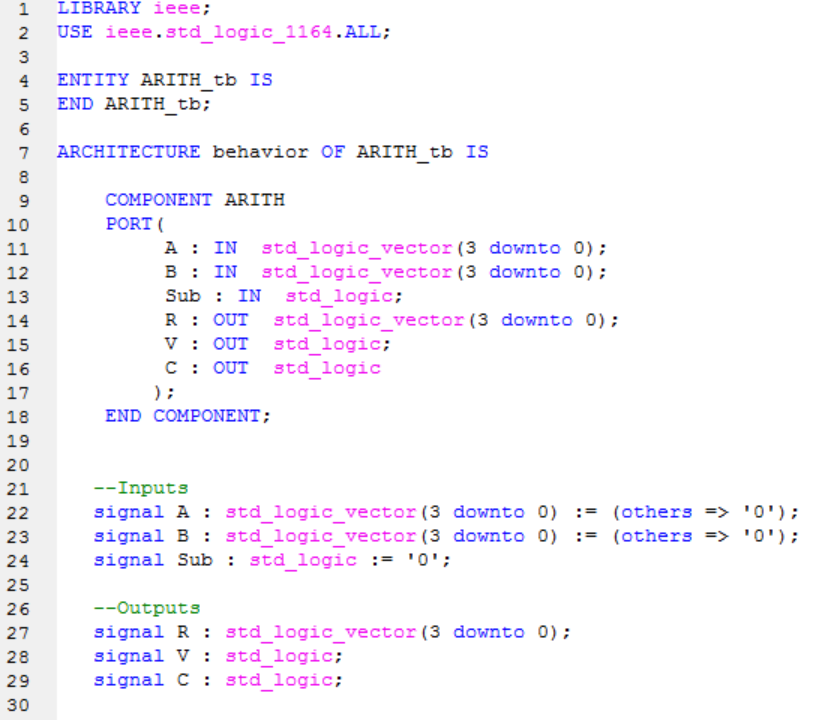 1 LIBRARY ieee;
2 USE ieee.std_logic_1164.ALL;
3
4 ENTITY ARITH_tb IS
5 END ARITH_tb;
6
7 ARCHITECTURE behavior OF ARITH_tb IS
8
9     COMPONENT ARITH
10     PORT(
11          A : IN  std_logic_vector(3 downto 0);
12          B : IN  std_logic_vector(3 downto 0);
13          Sub : IN  std_logic;
14          R : OUT  std_logic_vector(3 downto 0);
15          V : OUT  std_logic;
16          C : OUT  std_logic
17         );
18     END COMPONENT;
19
20
21    --Inputs
22    signal A : std_logic_vector(3 downto 0) := (others => '0');
23    signal B : std_logic_vector(3 downto 0) := (others => '0');
24    signal Sub : std_logic := '0';
25
26    --Outputs
27    signal R : std_logic_vector(3 downto 0);
28    signal V : std_logic;
29    signal C : std_logic;
30